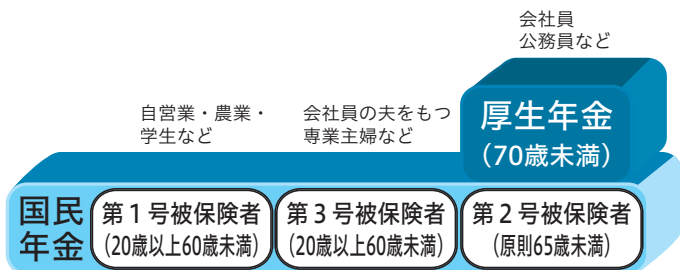 会社員
公務員など
自営業・農業・
学生など
会社員の夫をもつ
専業主婦など
厚生年金
（70歳未満）
国民
年金
第１号被保険者
（20歳以上60歳未満）
第３号被保険者
（20歳以上60歳未満）
第２号被保険者
（原則65歳未満）